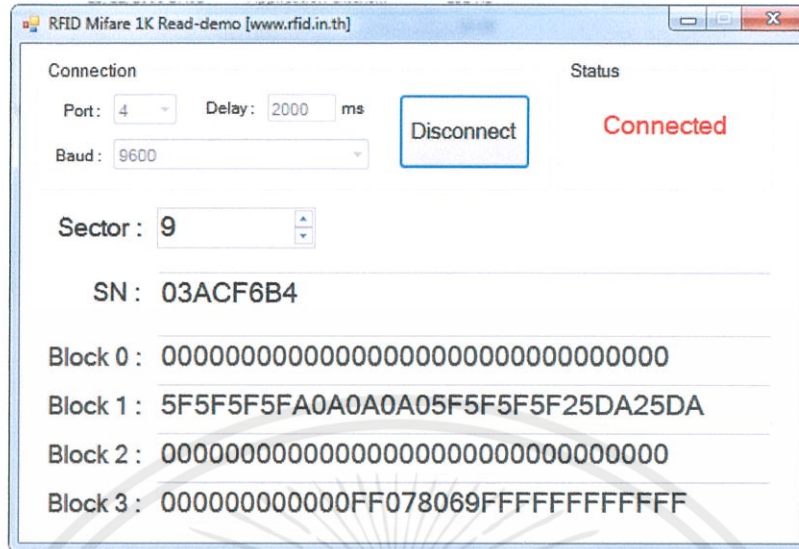 RFID Mifare 1K Read-demo [www.rfid.in.th]
Connection
Status
Port : 4
Delay : 2000 ms
Disconnect
Connected
Baud : 9600
Sector : 9
SN : 03ACF6B4
Block 0 : 00000000000000000000000000000000
Block 1 : 5F5F5F5FA0A0A0A05F5F5F5F25DA25DA
Block 2 : 00000000000000000000000000000000
Block 3 : 000000000000FF078069FFFFFFFFFFFF